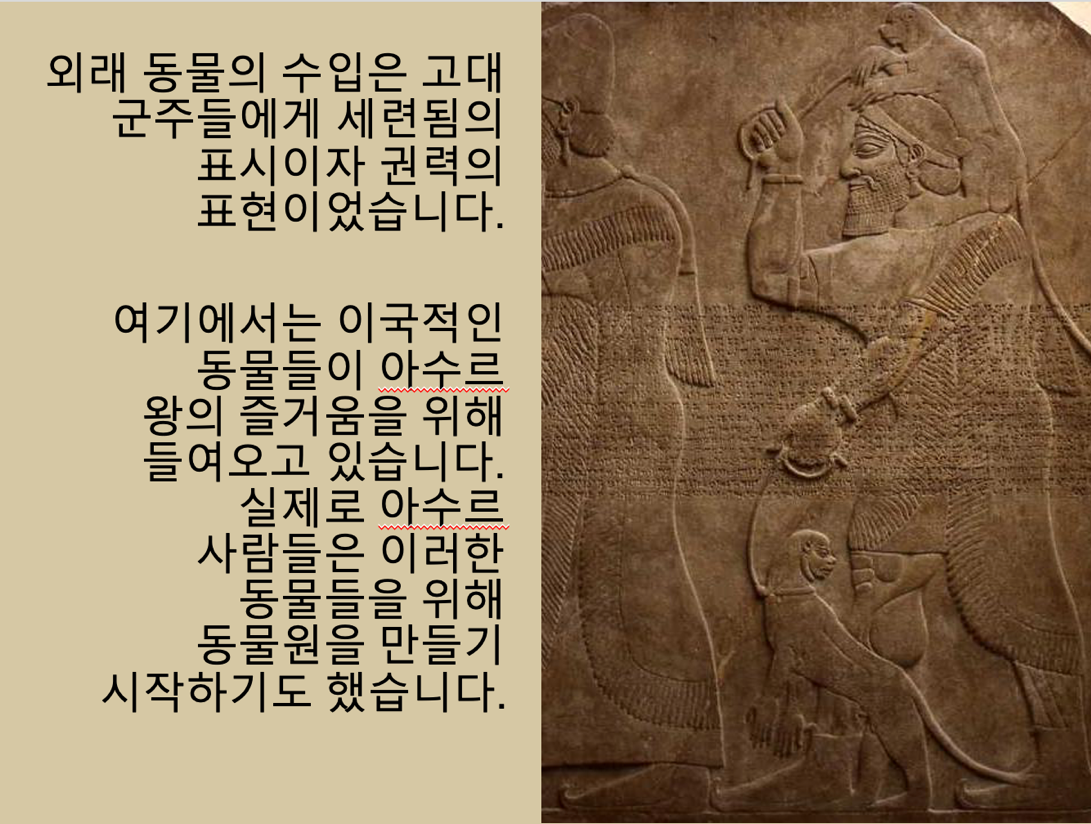 외래 동물의 수입은 고대
군주들에게 세련됨의
표시이자 권력의
표현이었습니다.
여기에서는 이국적인
동물들이 아수르
왕의 즐거움을 위해
들여오고 있습니다.
실제로 아수르
사람들은 이러한
동물들을 위해
동물원을 만들기
시작하기도 했습니다.